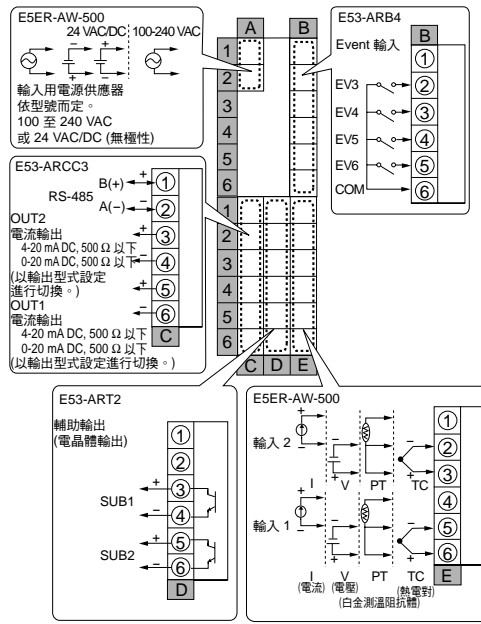 E5ER-AW-500
24 VAC/DC 100-240 VAC
+ +
− −
輸入用電源供應器
依型號而定。
100 至 240 VAC
或 24 VAC/DC (無極性)
A B
1
2
3
4
5
6
1
2
3
4
5
6
C D E
E53-ARB4
Event 輸入
B
①
EV3 ②
EV4 ③
EV5 ④
EV6 ⑤
COM ⑥
E53-ARCC3
B(+) + ①
RS-485
A(−) − ②
OUT2
電流輸出 + ③
4-20 mA DC, 500 Ω 以下
0-20 mA DC, 500 Ω 以下 − ④
(以輸出型式設定
進行切換。) + ⑤
OUT1 − ⑥
電流輸出
4-20 mA DC, 500 Ω 以下 C
0-20 mA DC, 500 Ω 以下
(以輸出型式設定進行切換。)
E53-ART2
輔助輸出
(電晶體輸出)
①
②
+ ③
SUB1
− ④
+ ⑤
SUB2
− ⑥
D
E5ER-AW-500
+ ①
輸入 2 − − − ②
+ + ③
I V PT TC
+ ④
輸入 1 − − − ⑤
+ + ⑥
I V PT TC E
(電流) (電壓) (熱電對)
(白金測溫阻抗體)